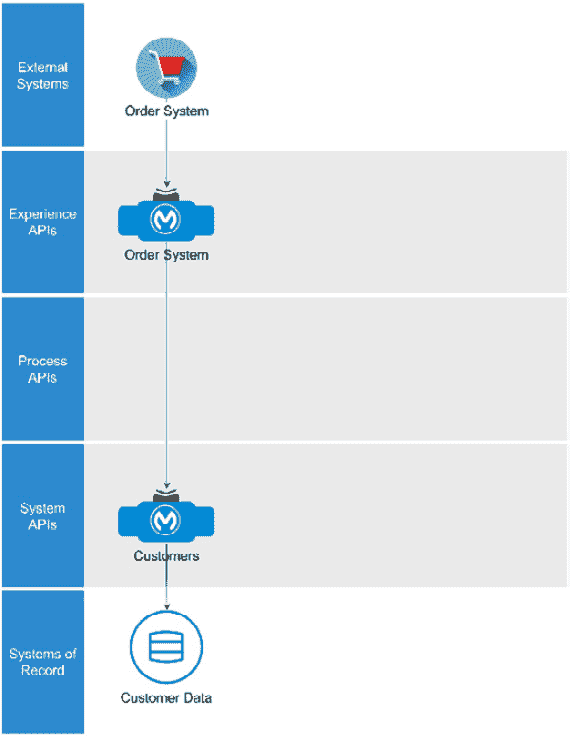 External
Systems
Order System
Experience
APIs
Order System
Process
APIs
System
APIs
Customers
Systems of
Record
Customer Data